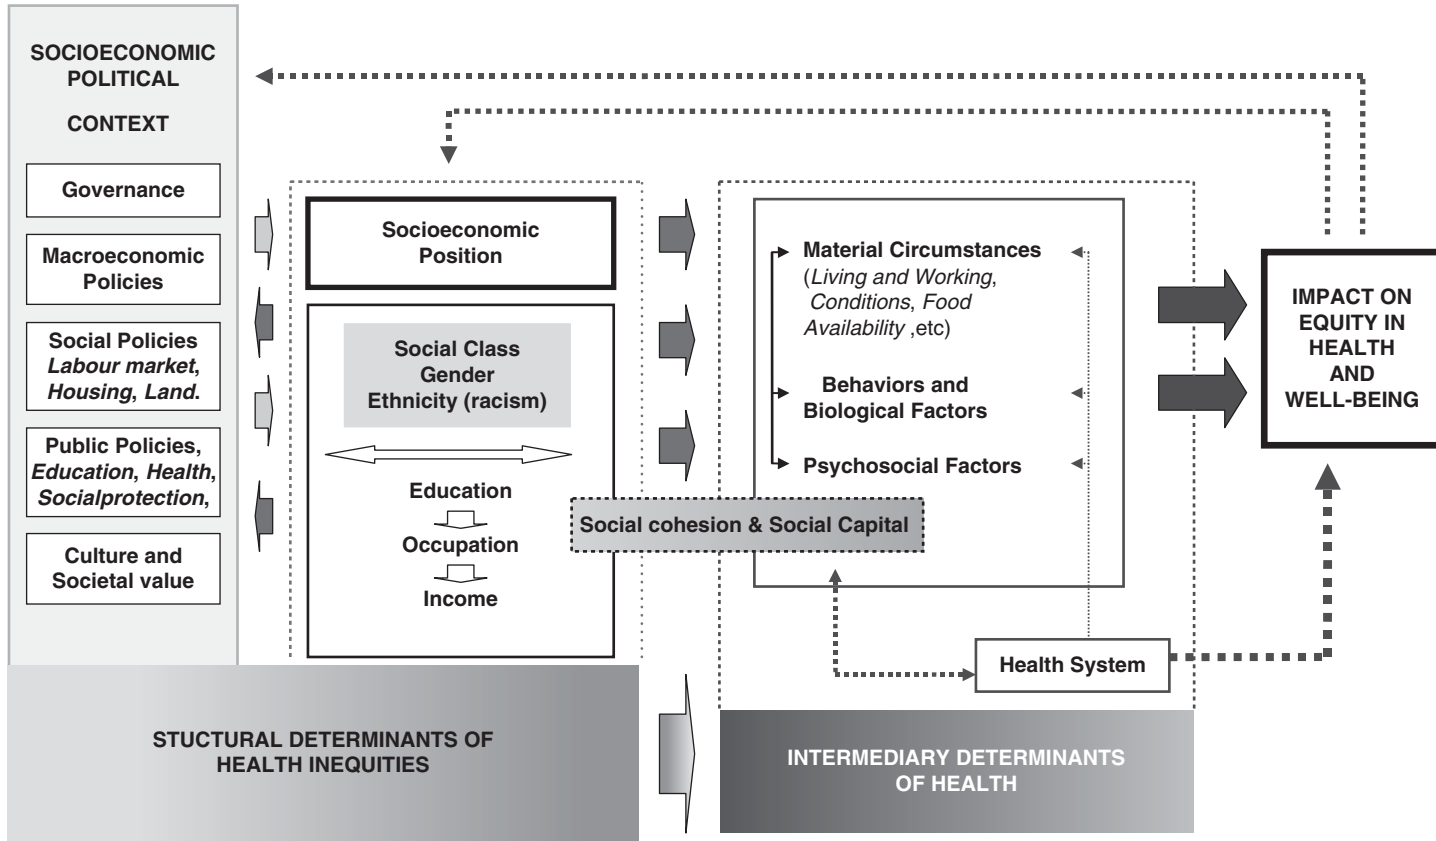 SOCIOECONOMIC
POLITICAL
CONTEXT
Governance
Macroeconomic
Policies
Social Policies
Labour market,
Housing, Land.
Public Policies,
Education, Health,
Socialprotection,
Culture and
Societal value
Socioeconomic
Position
Social Class
Gender
Ethnicity (racism)
Education
Occupation
Income
Social cohesion & Social Capital
Material Circumstances
(Living and Working,
Conditions, Food
Availability ,etc)
Behaviors and
Biological Factors
Psychosocial Factors
Health System
IMPACT ON
EQUITY IN
HEALTH
AND
WELL-BEING
STUCTURAL DETERMINANTS OF
HEALTH INEQUITIES
INTERMEDIARY DETERMINANTS
OF HEALTH